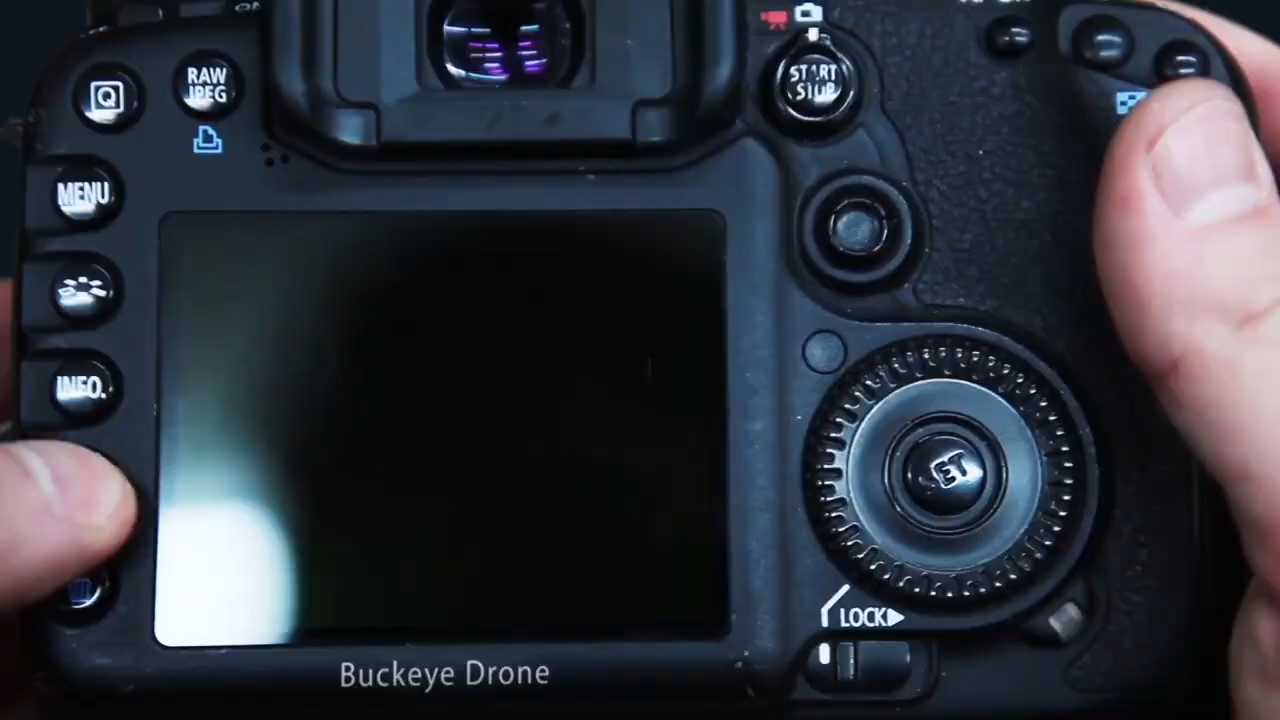 Q
RAW
JPEG
START
STOP
MENU
INFO.
SET
LOCK
Buckeye Drone